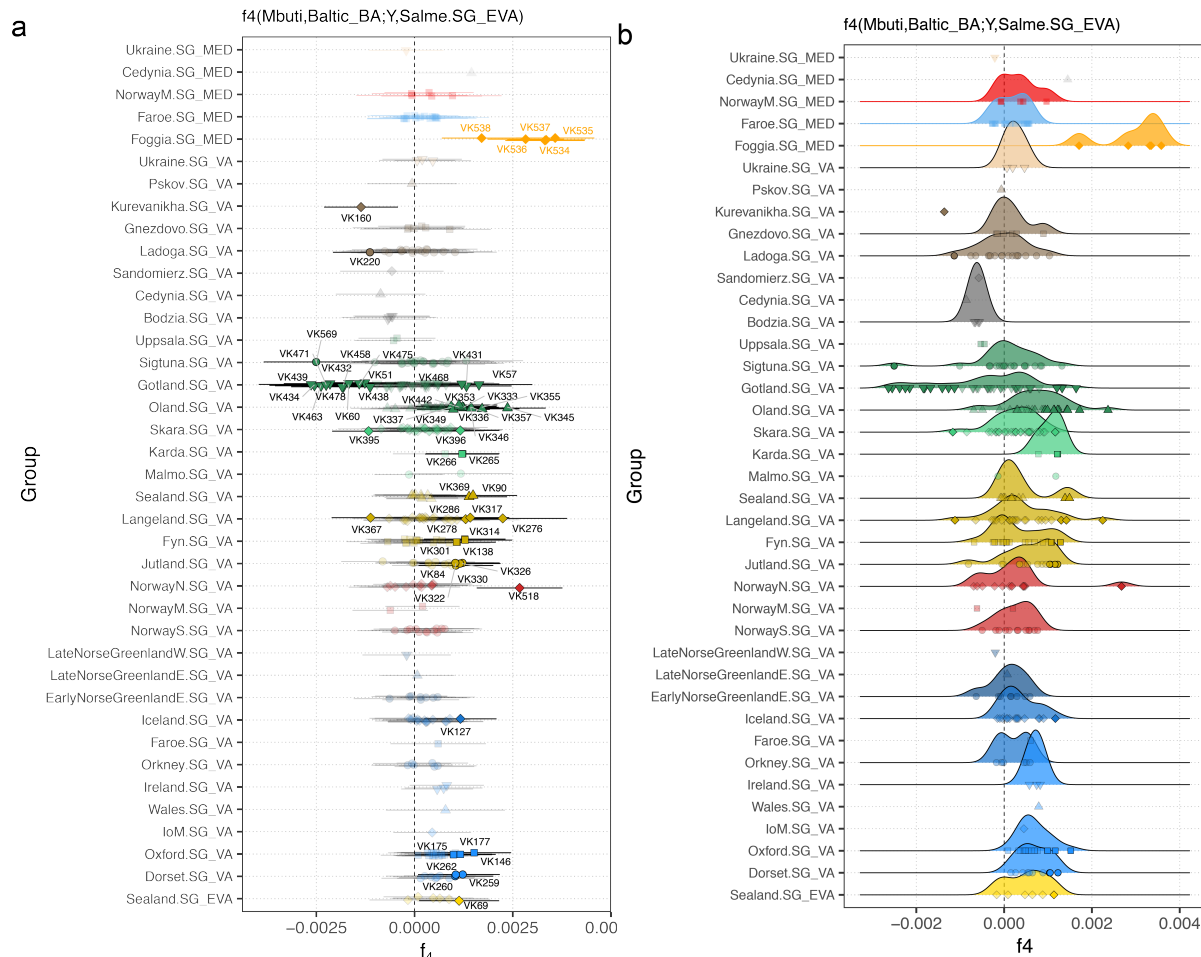 a
f4(Mbuti,Baltic_BA;Y,Salme.SG_EVA)
Group
Ukraine.SG_MED
Cedynia.SG_MED
NorwayM.SG_MED
Faroe.SG_MED
Foggia.SG_MED
VK538 VK537 VK535
VK536 VK534
Ukraine.SG_VA
Pskov.SG_VA
Kurevanikha.SG_VA
VK160
Gnezdovo.SG_VA
Ladoga.SG_VA
VK220
Sandomierz.SG_VA
Cedynia.SG_VA
Bodzia.SG_VA
Uppsala.SG_VA
VK569
VK471 VK458 VK475 VK431
VK432
Sigtuna.SG_VA
VK439 VK51 VK468 VK57
Gotland.SG_VA
VK434 VK478 VK438 VK442 VK353 VK333 VK355
Oland.SG_VA
VK463 VK60 VK337 VK349 VK336 VK357 VK345
Skara.SG_VA
VK395 VK396 VK346
Karda.SG_VA
VK266 VK265
Malmo.SG_VA
VK369 VK90
Sealand.SG_VA
VK286 VK317
Langeland.SG_VA
VK367 VK278 VK276
VK314
Fyn.SG_VA
VK301 VK138
Jutland.SG_VA
VK84 VK330 VK326
NorwayN.SG_VA
VK322 VK518
NorwayM.SG_VA
NorwayS.SG_VA
LateNorseGreenlandW.SG_VA
LateNorseGreenlandE.SG_VA
EarlyNorseGreenlandE.SG_VA
Iceland.SG_VA
VK127
Faroe.SG_VA
Orkney.SG_VA
Ireland.SG_VA
Wales.SG_VA
IoM.SG_VA
VK175 VK177
Oxford.SG_VA
VK262 VK146
Dorset.SG_VA
VK260 VK259
Sealand.SG_EVA
VK69
−0.0025 0.0000 0.0025 0.00
f4
b
f4(Mbuti,Baltic_BA;Y,Salme.SG_EVA)
Group
Ukraine.SG_MED
Cedynia.SG_MED
NorwayM.SG_MED
Faroe.SG_MED
Foggia.SG_MED
Ukraine.SG_VA
Pskov.SG_VA
Kurevanikha.SG_VA
Gnezdovo.SG_VA
Ladoga.SG_VA
Sandomierz.SG_VA
Cedynia.SG_VA
Bodzia.SG_VA
Uppsala.SG_VA
Sigtuna.SG_VA
Gotland.SG_VA
Oland.SG_VA
Skara.SG_VA
Karda.SG_VA
Malmo.SG_VA
Sealand.SG_VA
Langeland.SG_VA
Fyn.SG_VA
Jutland.SG_VA
NorwayN.SG_VA
NorwayM.SG_VA
NorwayS.SG_VA
LateNorseGreenlandW.SG_VA
LateNorseGreenlandE.SG_VA
EarlyNorseGreenlandE.SG_VA
Iceland.SG_VA
Faroe.SG_VA
Orkney.SG_VA
Ireland.SG_VA
Wales.SG_VA
IoM.SG_VA
Oxford.SG_VA
Dorset.SG_VA
Sealand.SG_EVA
−0.002 0.000 0.002 0.004
f4